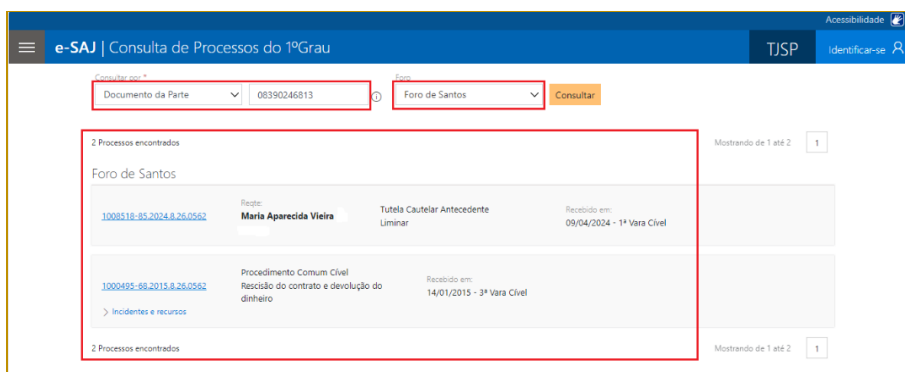 Acessibilidade
e-SAJ | Consulta de Processos do 1ºGrau
TJSP
Identificar-se
Consultar por *
Foro
Documento da Parte
08390246813
Foro de Santos
Consultar
2 Processos encontrados
Mostrando de 1 até 2
1
Foro de Santos
1008518-85.2024.8.26.0562
Reqte:
Maria Aparecida Vieira
Tutela Cautelar Antecedente
Liminar
Recebido em:
09/04/2024 - 1ª Vara Cível
1000495-68.2015.8.26.0562
> Incidentes e recursos
Procedimento Comum Cível
Rescisão do contrato e devolução do
dinheiro
Recebido em:
14/01/2015 - 3ª Vara Cível
2 Processos encontrados
Mostrando de 1 até 2
1